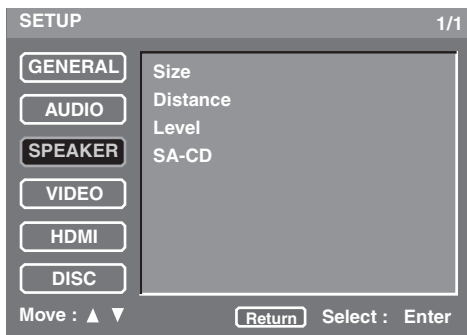 SETUP 1/1
GENERAL
AUDIO
SPEAKER
VIDEO
HDMI
DISC
Size
Distance
Level
SA-CD
Move : ▲ ▼ Return Select : Enter